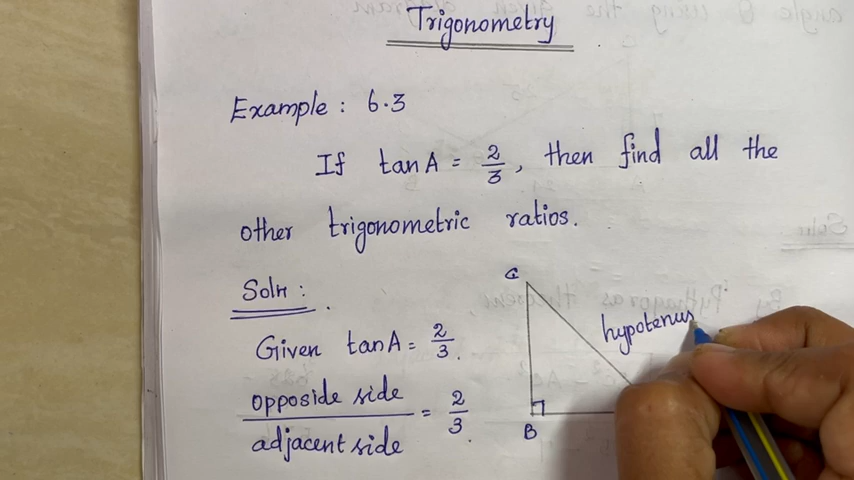 Trigonometry
Example : 6.3
If tan A = 2/3, then find all the
other trigonometric ratios.
Soln :
Given tan A = 2/3.
opposide side / adjacent side = 2/3.
C
hypotenus
B